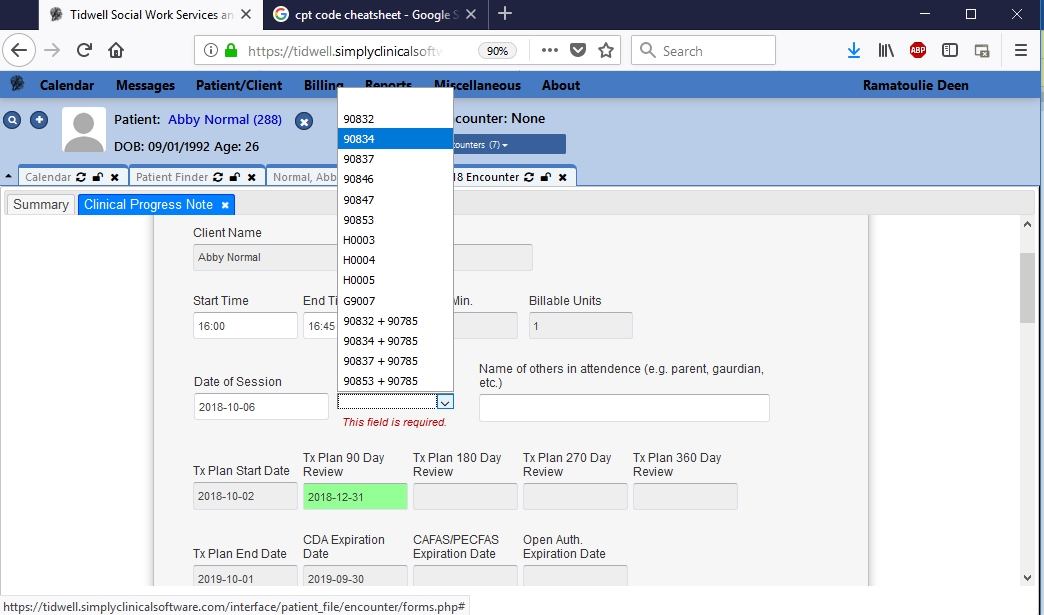 Tidwell Social Work Services an
cpt code cheatsheet - Google S
https://tidwell.simplyclinicalsoftw
90%
Search
ABP
Calendar Messages Patient/Client Billing Reports Miscellaneous About Ramatoulie Deen
Patient: Abby Normal (288)
counter: None
DOB: 09/01/1992 Age: 26
counters (7)
Calendar
Patient Finder
Normal, Abb
18 Encounter
Summary
Clinical Progress Note
90832
90834
90837
90846
90847
90853
H0003
H0004
H0005
G9007
90832 + 90785
90834 + 90785
90837 + 90785
90853 + 90785
Client Name
Abby Normal
Start Time End Ti Min. Billable Units
16:00 16:45 1
Date of Session
Name of others in attendence (e.g. parent, gaurdian,
etc.)
2018-10-06
This field is required.
Tx Plan Start Date
Tx Plan 90 Day
Review
Tx Plan 180 Day
Review
Tx Plan 270 Day
Review
Tx Plan 360 Day
Review
2018-10-02 2018-12-31
Tx Plan End Date
CDA Expiration
Date
CAFAS/PECFAS
Expiration Date
Open Auth.
Expiration Date
2019-10-01 2019-09-30
https://tidwell.simplyclinicalsoftware.com/interface/patient_file/encounter/forms.php#